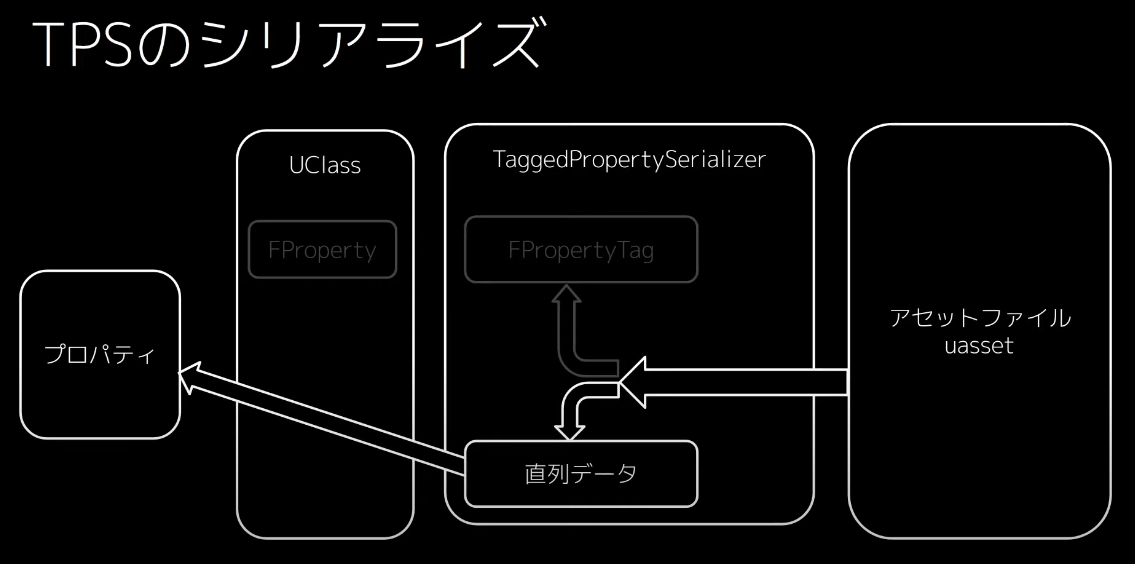 TPSのシリアライズ
UClass
TaggedPropertySerializer
FProperty
FPropertyTag
プロパティ
アセットファイル
uasset
直列データ